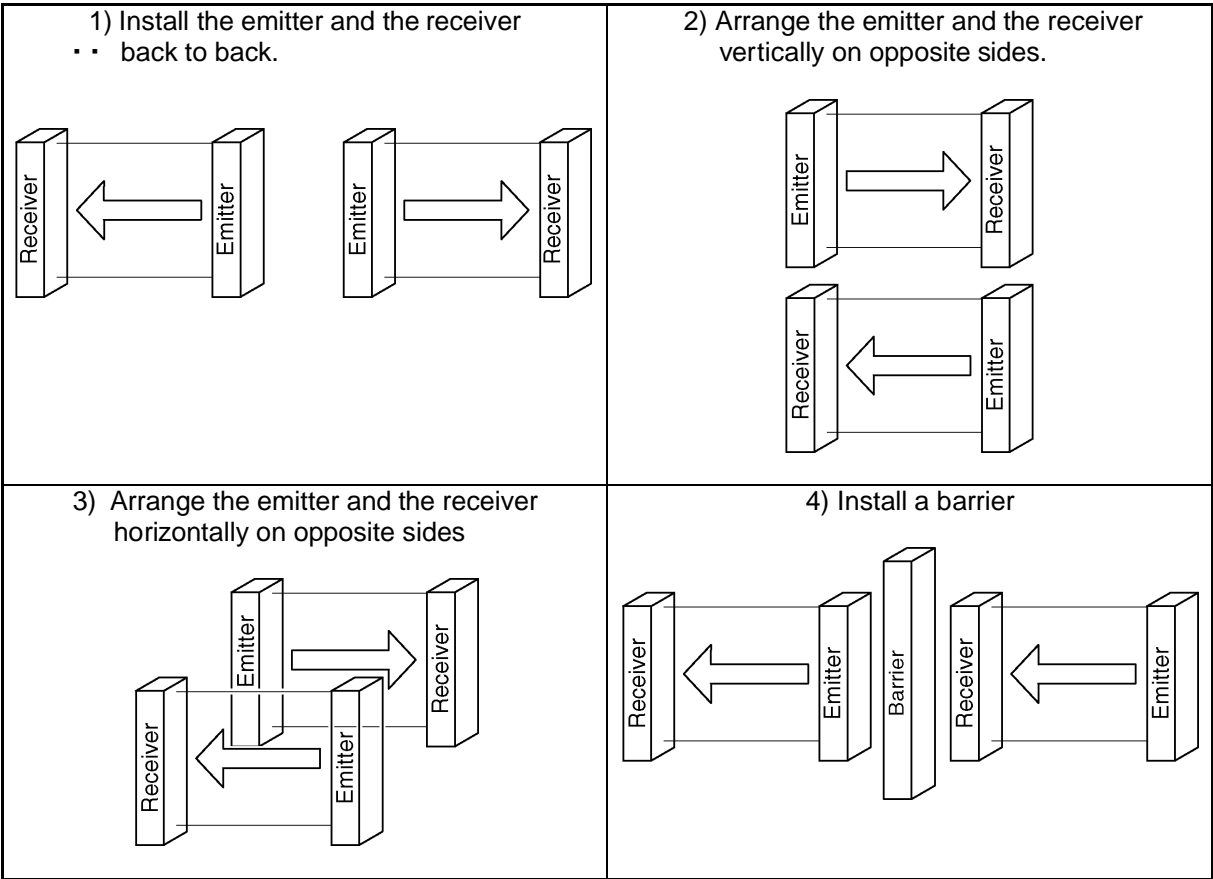 1) Install the emitter and the receiver
･ ･ back to back.
Receiver
Emitter
Emitter
Receiver
2) Arrange the emitter and the receiver
vertically on opposite sides.
Emitter
Receiver
Receiver
Emitter
3) Arrange the emitter and the receiver
horizontally on opposite sides
Emitter
Receiver
Receiver
Emitter
4) Install a barrier
Receiver
Emitter
Barrier
Receiver
Emitter